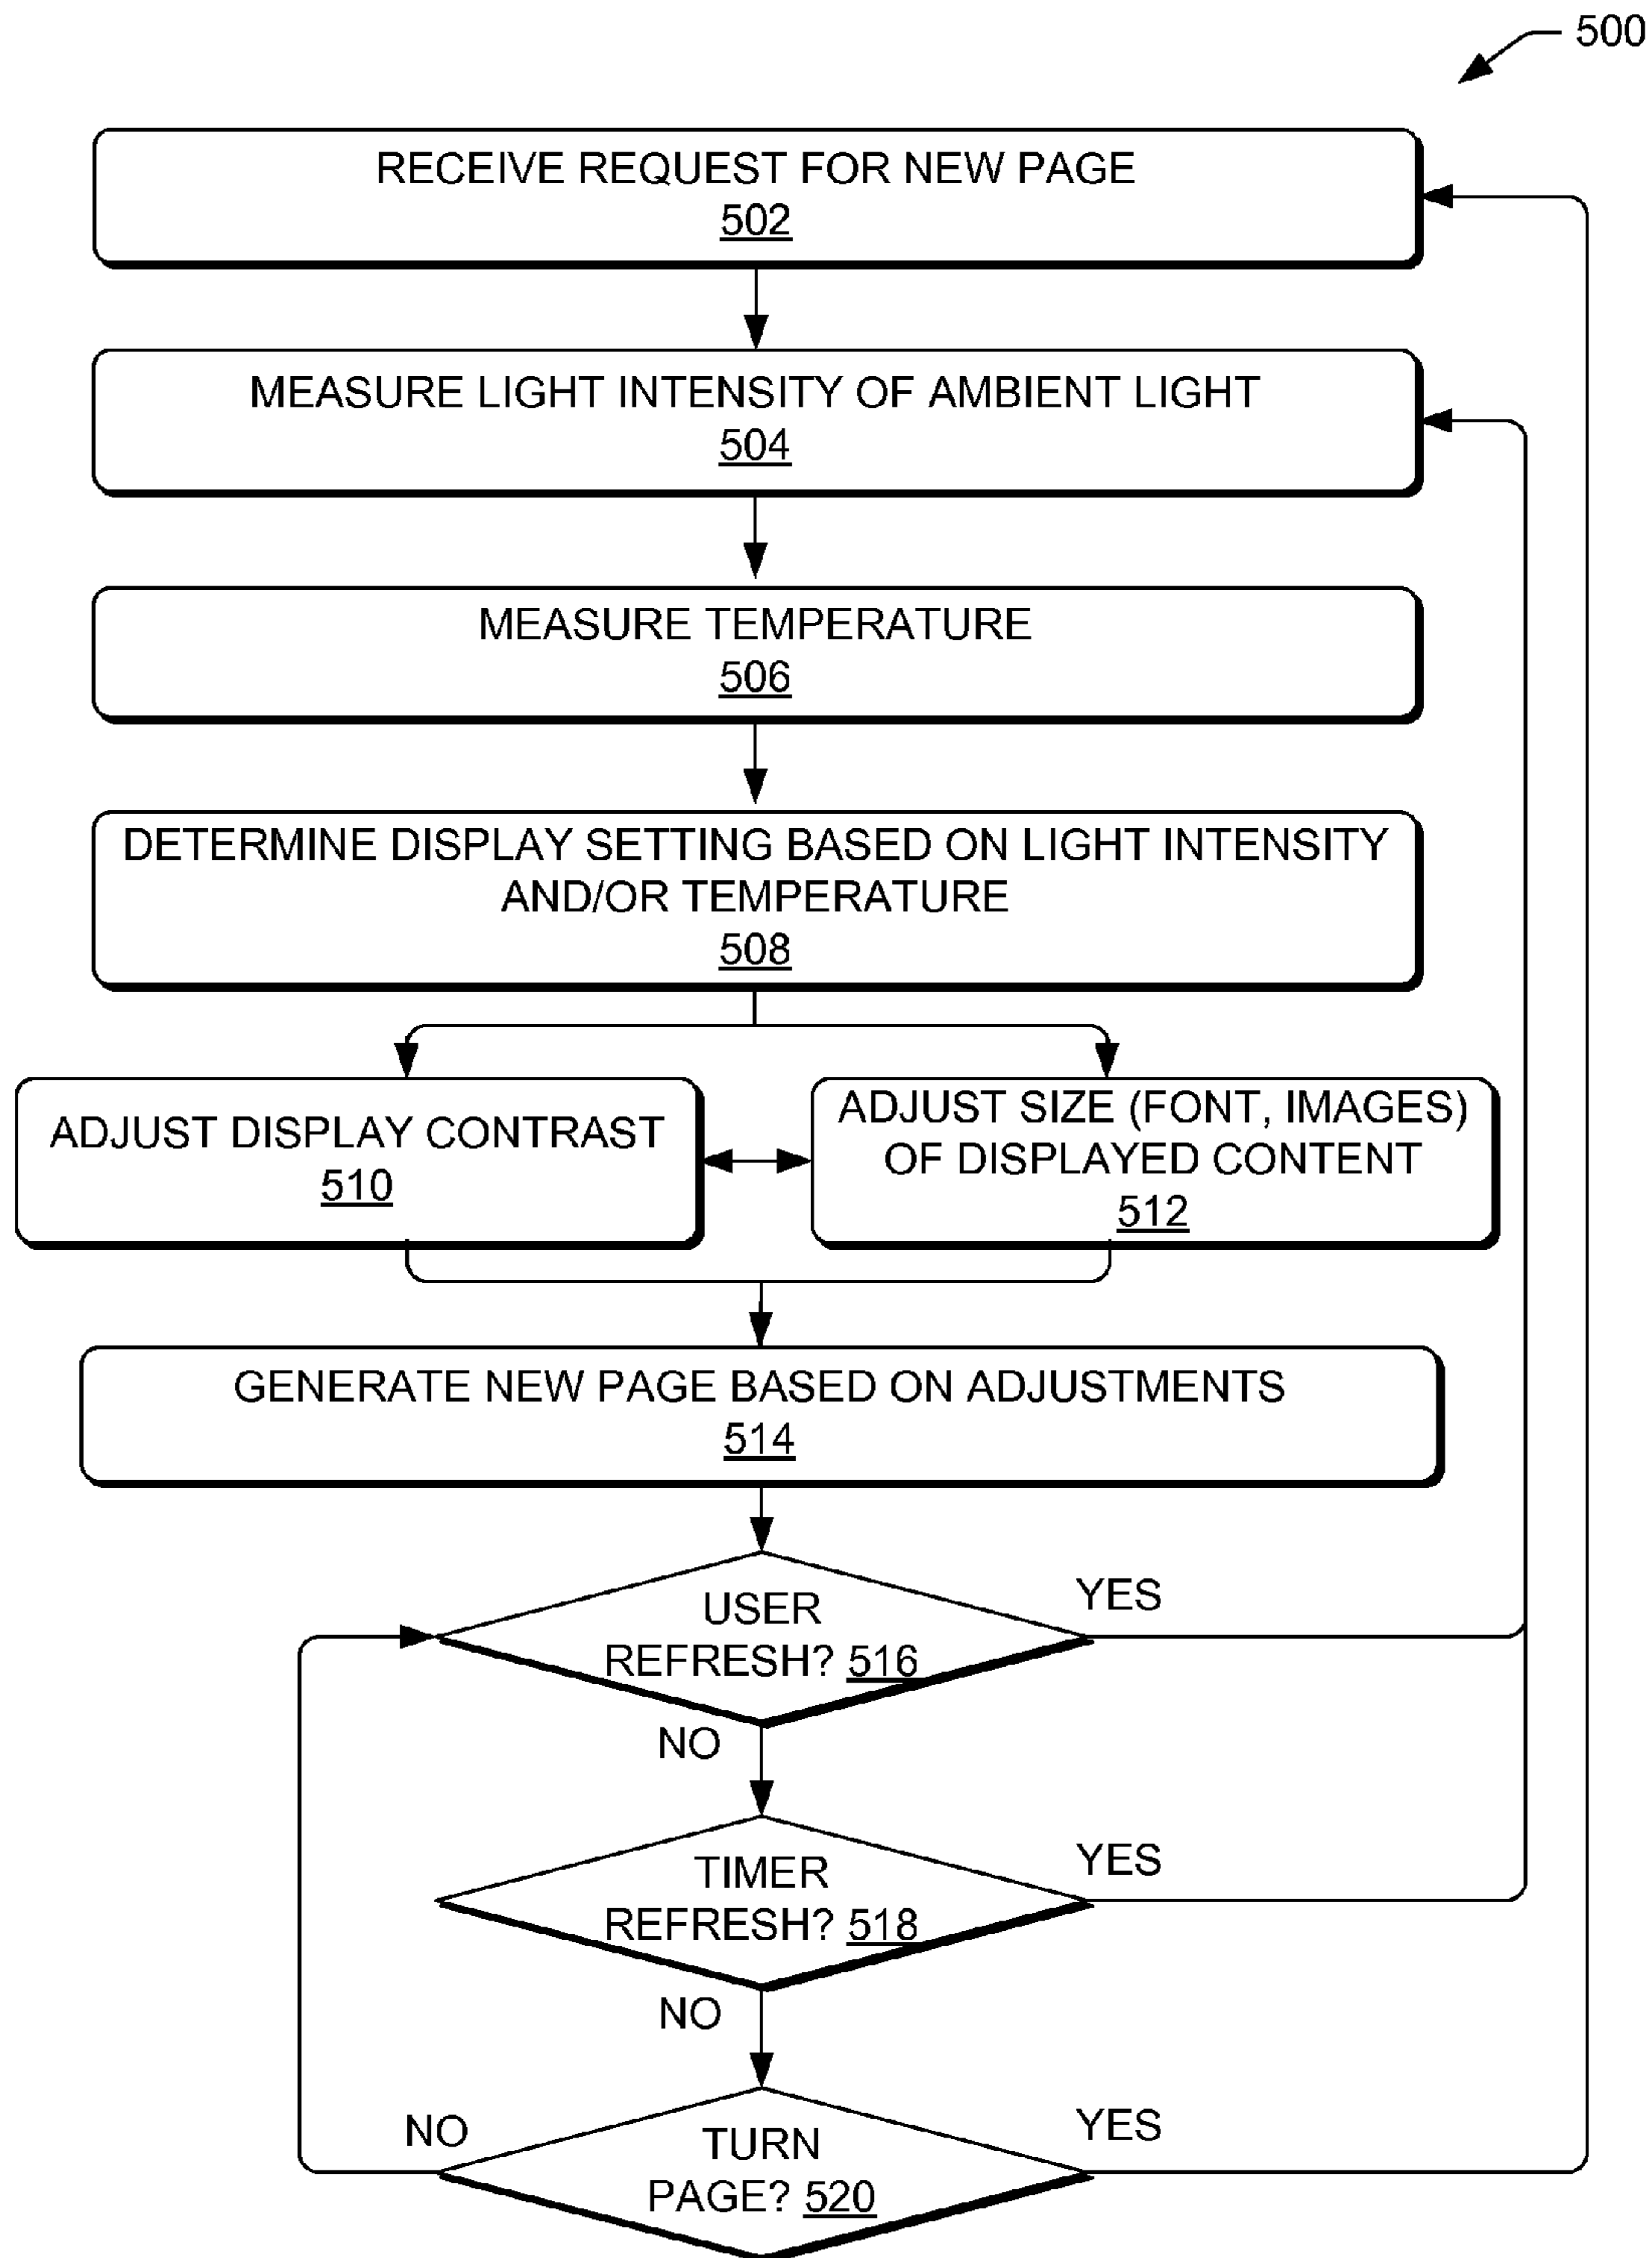 500
RECEIVE REQUEST FOR NEW PAGE
502
MEASURE LIGHT INTENSITY OF AMBIENT LIGHT
504
MEASURE TEMPERATURE
506
DETERMINE DISPLAY SETTING BASED ON LIGHT INTENSITY
AND/OR TEMPERATURE
508
ADJUST DISPLAY CONTRAST
510
ADJUST SIZE (FONT, IMAGES)
OF DISPLAYED CONTENT
512
GENERATE NEW PAGE BASED ON ADJUSTMENTS
514
USER
REFRESH? 516
YES
NO
TIMER
REFRESH? 518
YES
NO
TURN
PAGE? 520
NO
YES